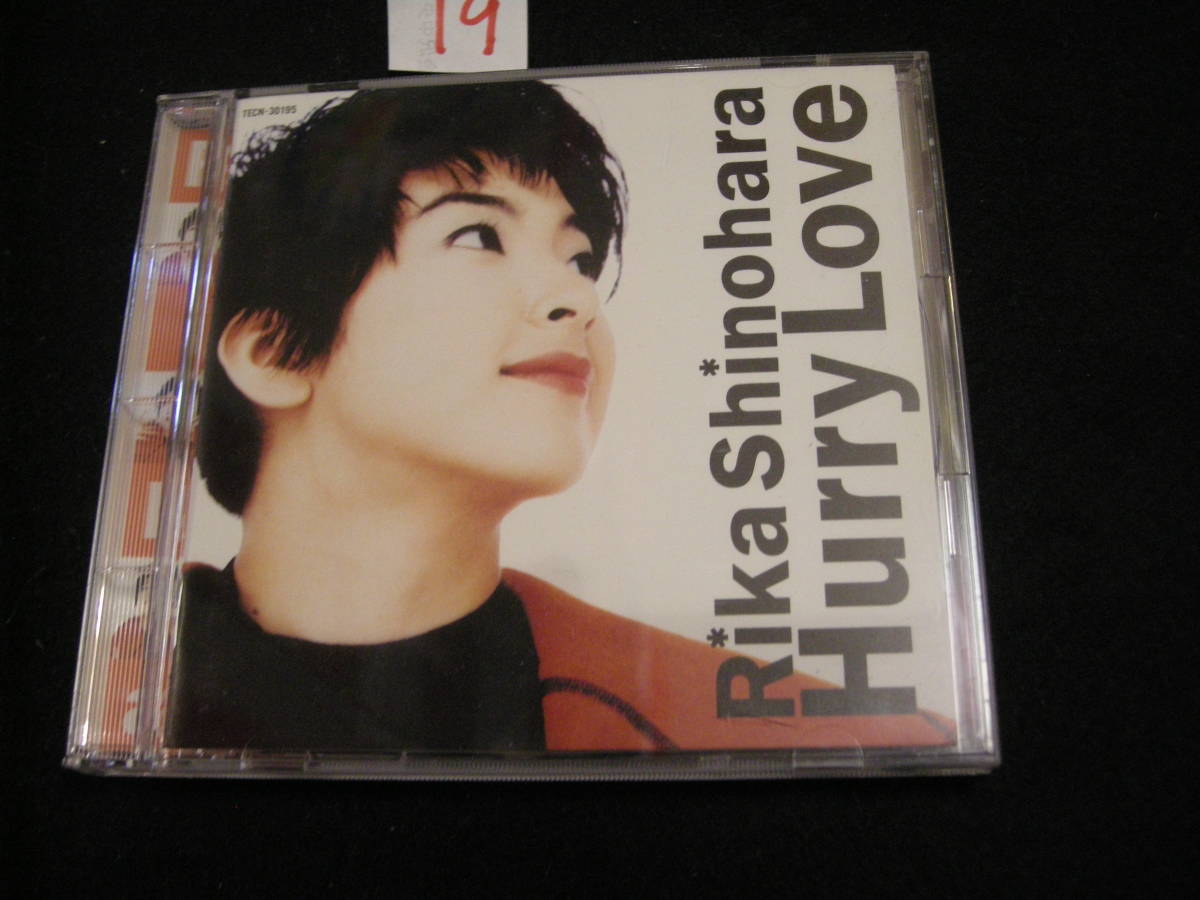 19
TECN-30195
Rika Shinohara
Hurry Love